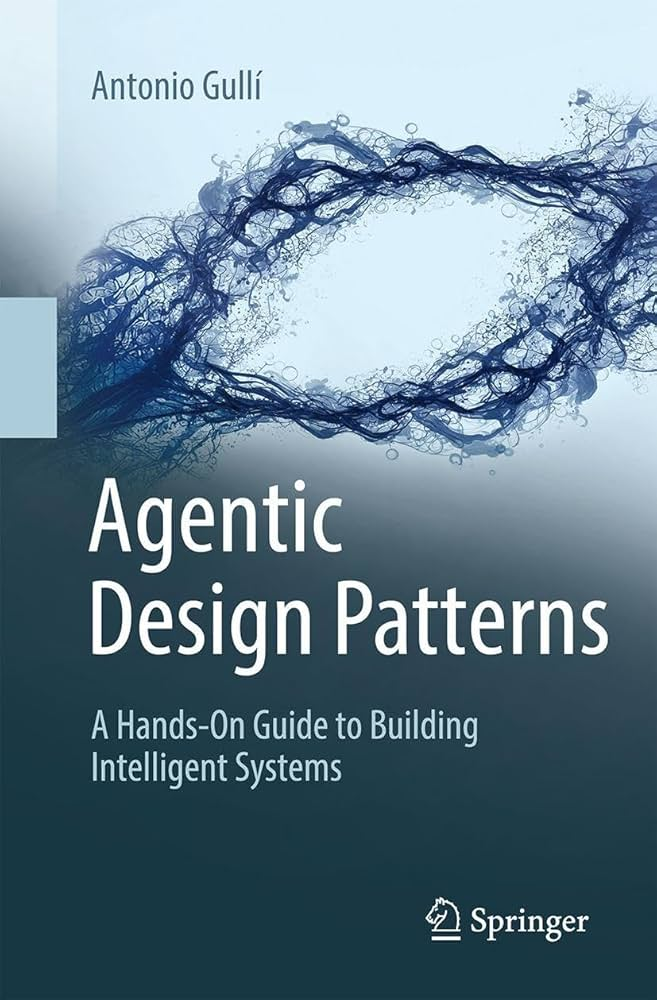 Antonio Gullí
Agentic
Design Patterns
A Hands-On Guide to Building
Intelligent Systems
Springer